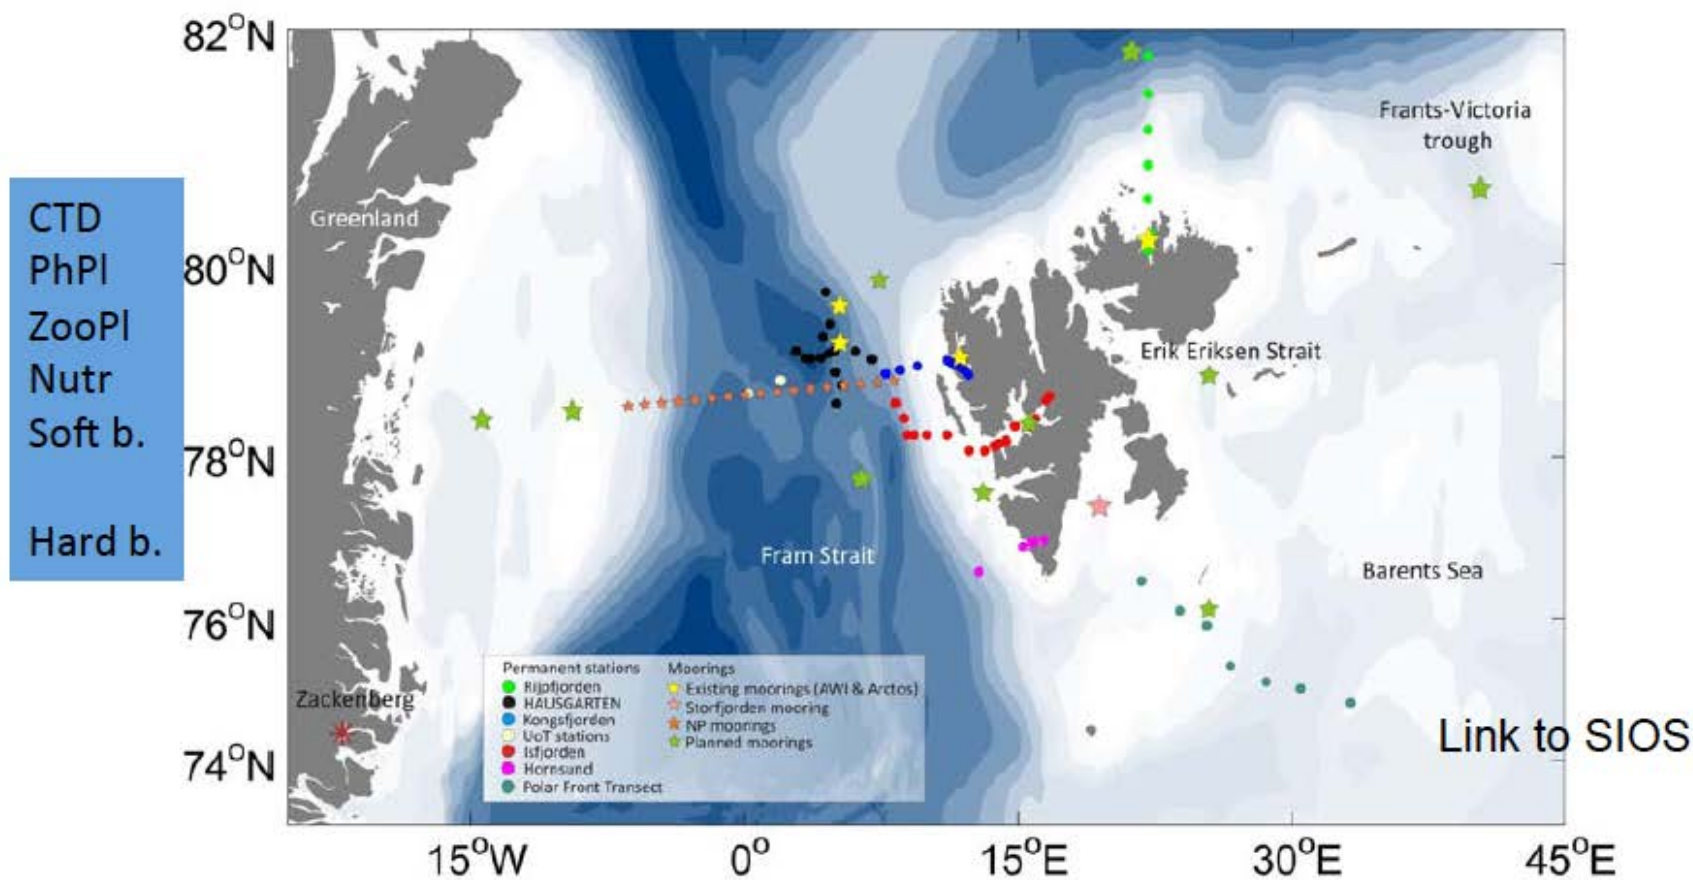 82°N
80°N
78°N
76°N
74°N
CTD
PhPl
ZooPl
Nutr
Soft b.
Hard b.
Greenland
Frants-Victoria
trough
Erik Eriksen Strait
Fram Strait
Barents Sea
Zackenberg
Permanent stations
Rijpfjorden
HAUSGARTEN
Kongsfjorden
UoT stations
Isfjorden
Hornsund
Polar Front Transect
Moorings
Existing moorings (AWI & Arctos)
Storfjorden mooring
NP moorings
Planned moorings
Link to SIOS
15°W
0°
15°E
30°E
45°E